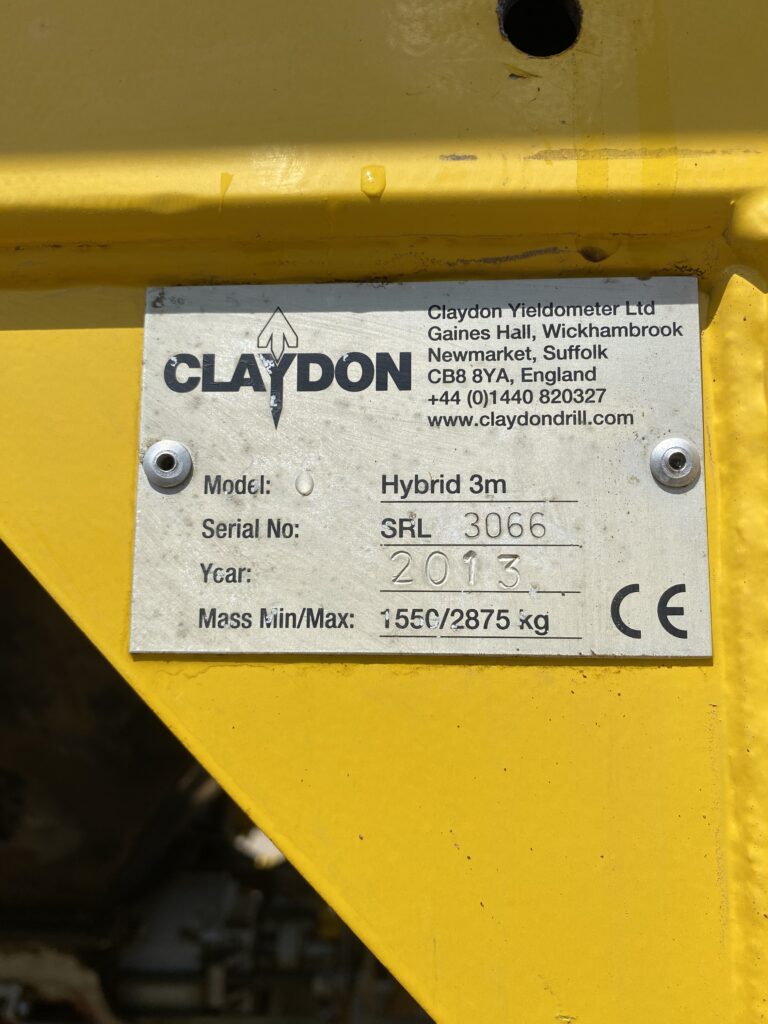 CLAYDON
Claydon Yieldometer Ltd
Gaines Hall, Wickhambrook
Newmarket, Suffolk
CB8 8YA, England
+44 (0)1440 820327
www.claydondrill.com
Model: Hybrid 3m
Serial No: SRL 3066
Year: 2013
Mass Min/Max: 1550/2875 kg
CE